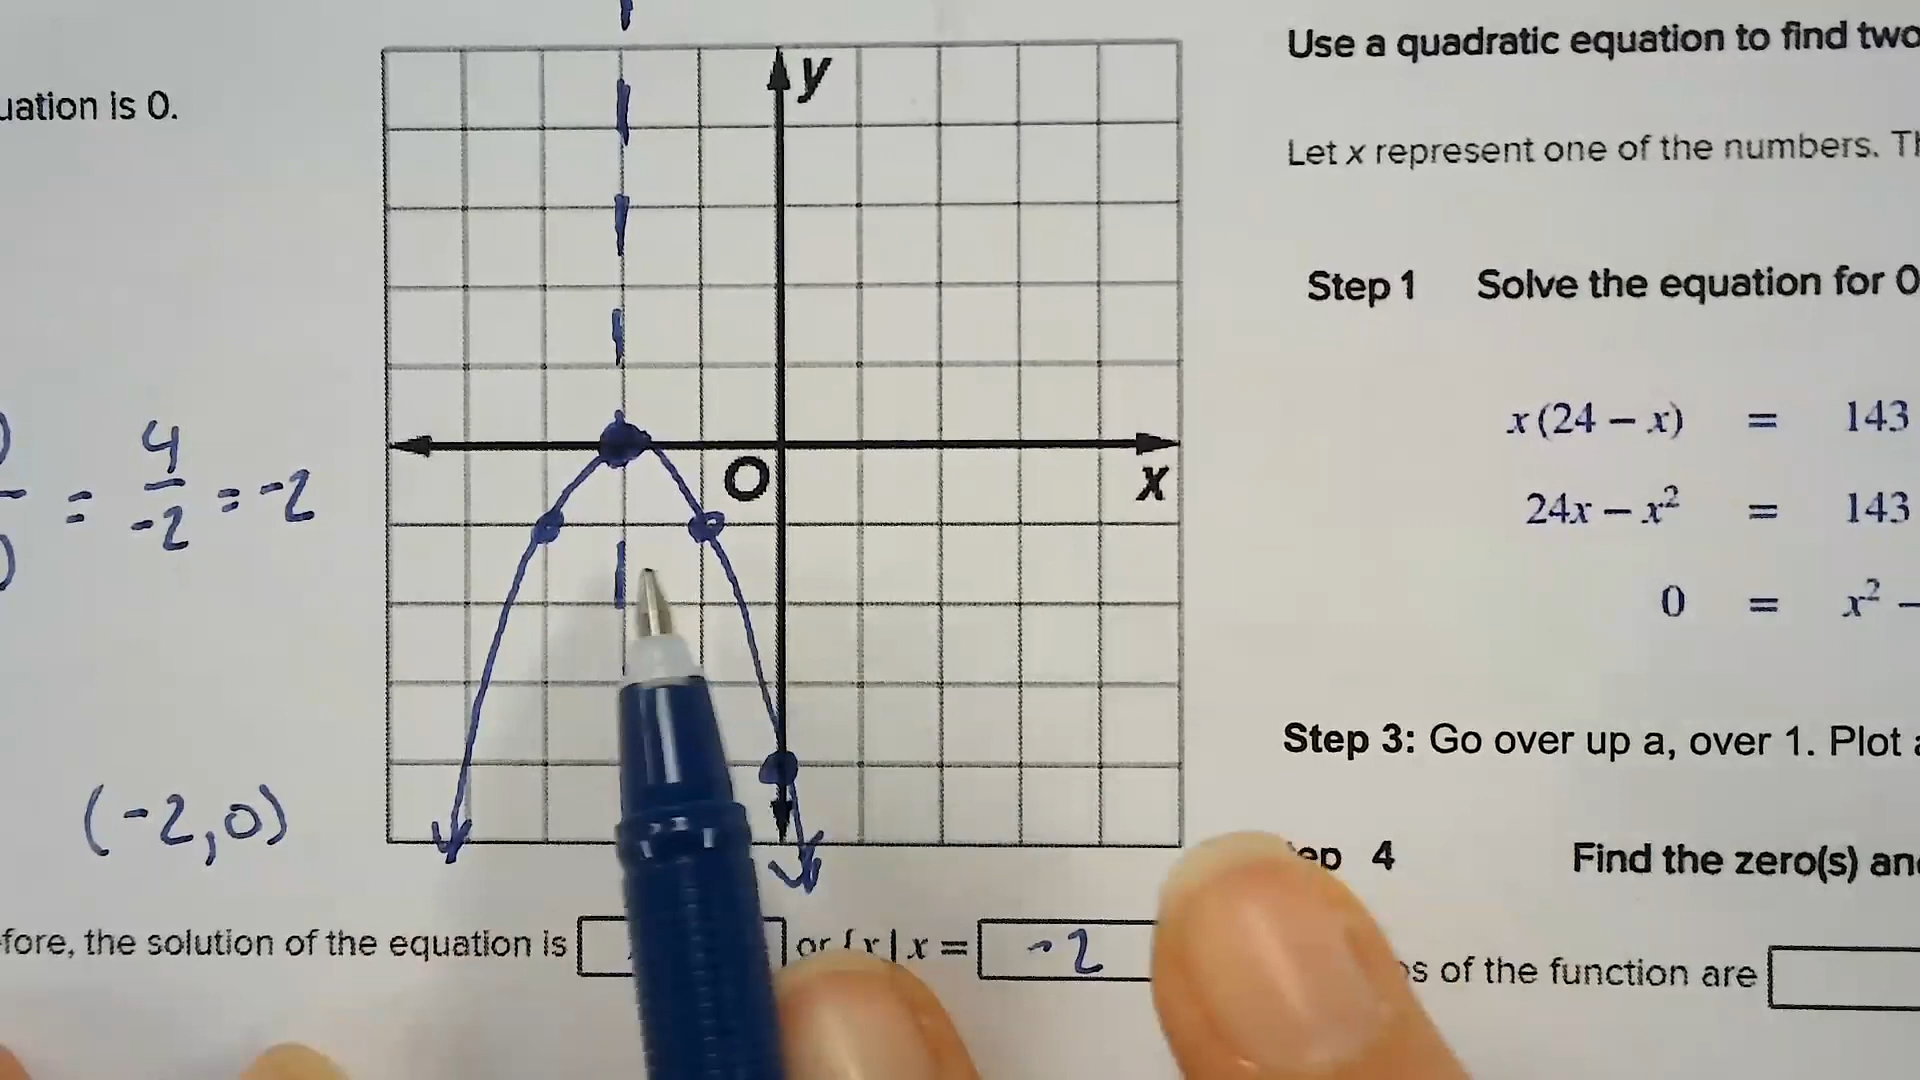 uation is 0.
= 4/-2 = -2
(-2,0)
fore, the solution of the equation is or {x| x = -2
y
O
x
Use a quadratic equation to find two
Let x represent one of the numbers. Th
Step 1 Solve the equation for 0
x(24 – x) = 143
24x – x² = 143
0 = x² –
Step 3: Go over up a, over 1. Plot a
ep 4 Find the zero(s) and
s of the function are